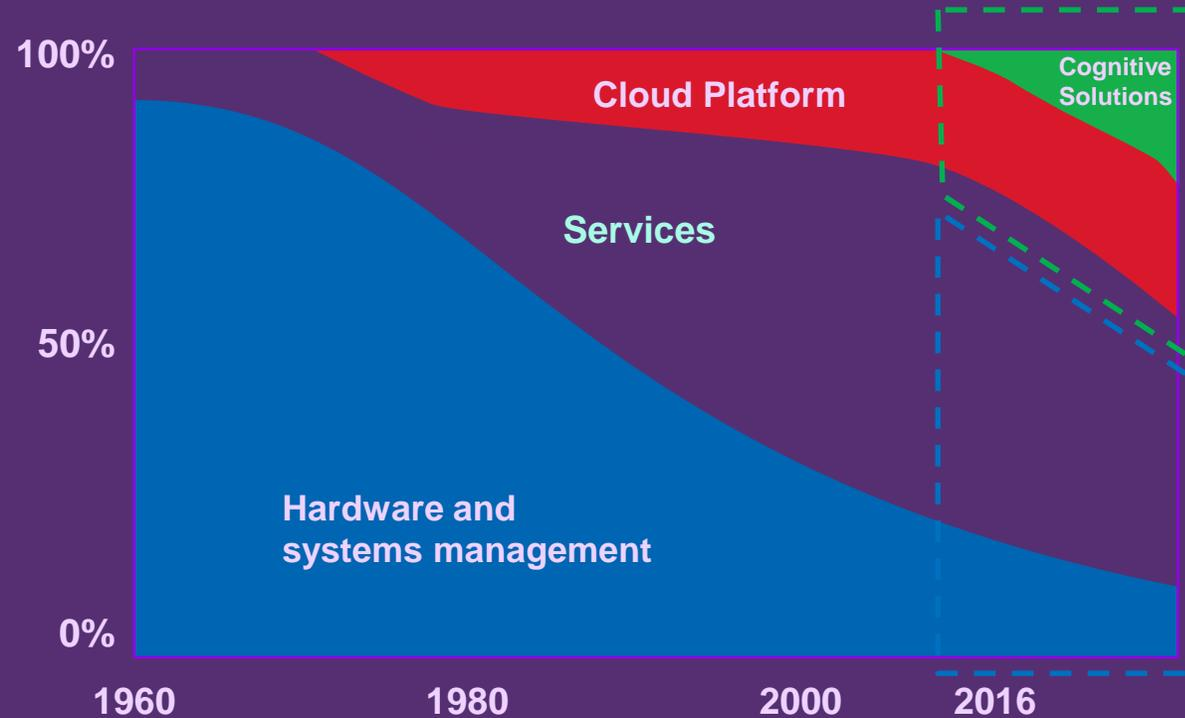 100%
Cloud Platform
Cognitive
Solutions
Services
50%
Hardware and
systems management
0%
1960
1980
2000
2016